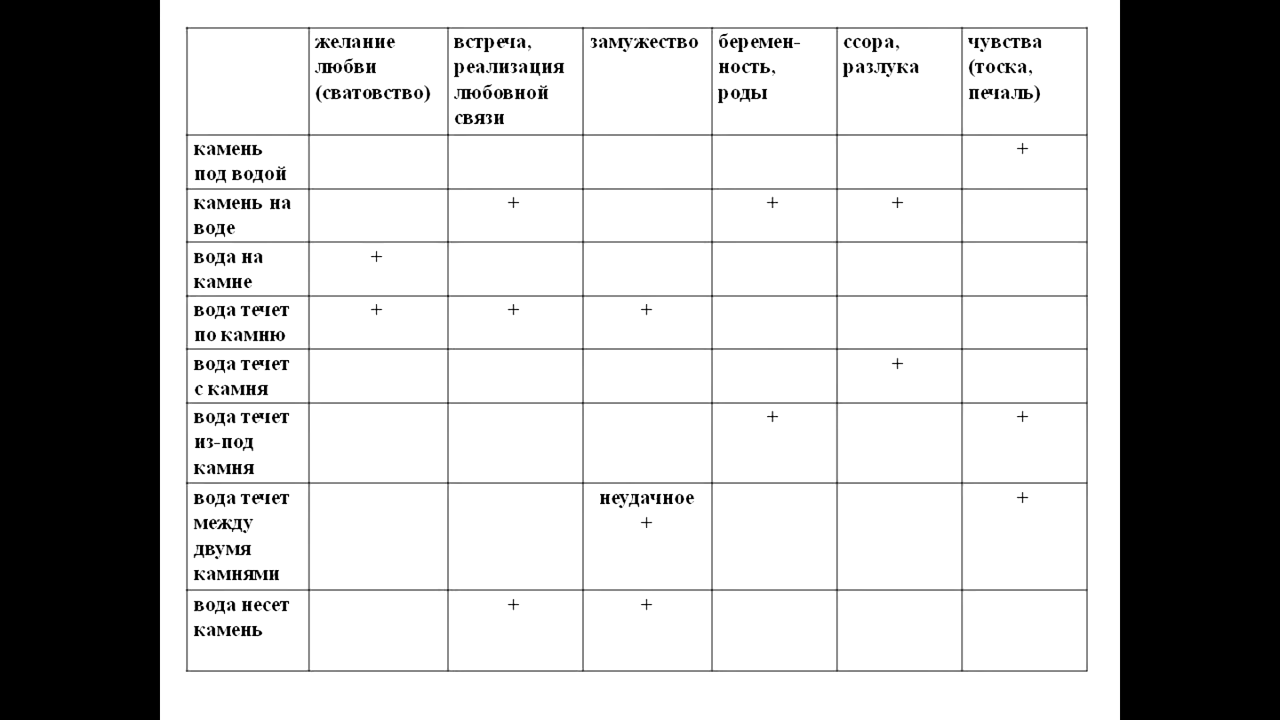 желание
любви
(сватовство)
встреча,
реализация
любовной
связи
замужество
беремен-
ность,
роды
ссора,
разлука
чувства
(тоска,
печаль)
камень
под водой
+
камень на
воде
+
+
+
вода на
камне
+
вода течет
по камню
+
+
+
вода течет
с камня
+
вода течет
из-под
камня
+
+
вода течет
между
двумя
камнями
неудачное
+
+
вода несет
камень
+
+